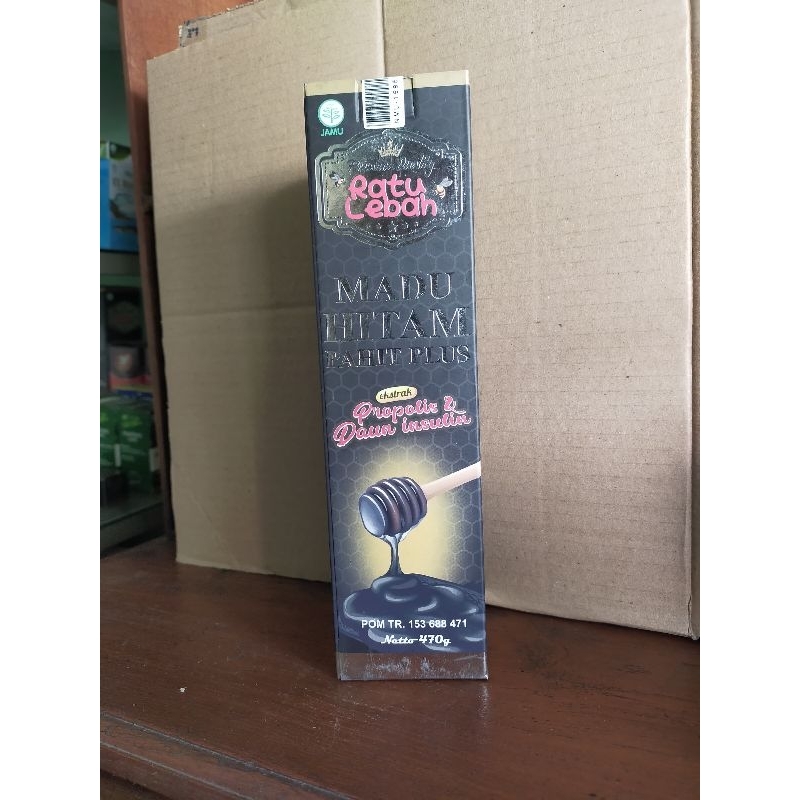 JAMU
Ratu
Lebah
MADU
HITAM
PAHIT PLUS
Ekstrak
Propolis &
Daun insulin
POM TR. 153 688 471
Netto 470g